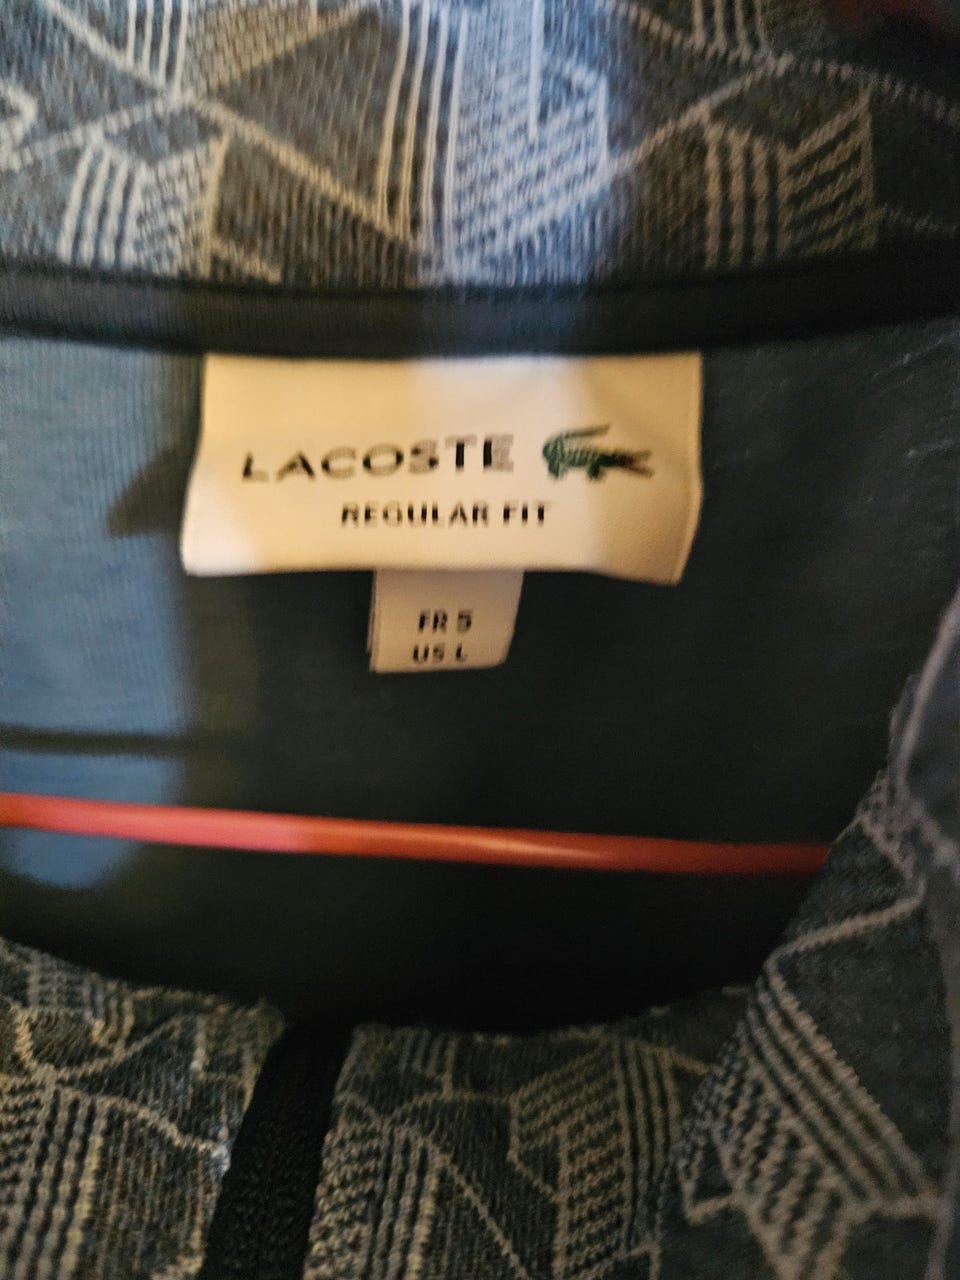 LACOSTE
REGULAR FIT
FR 5
US L